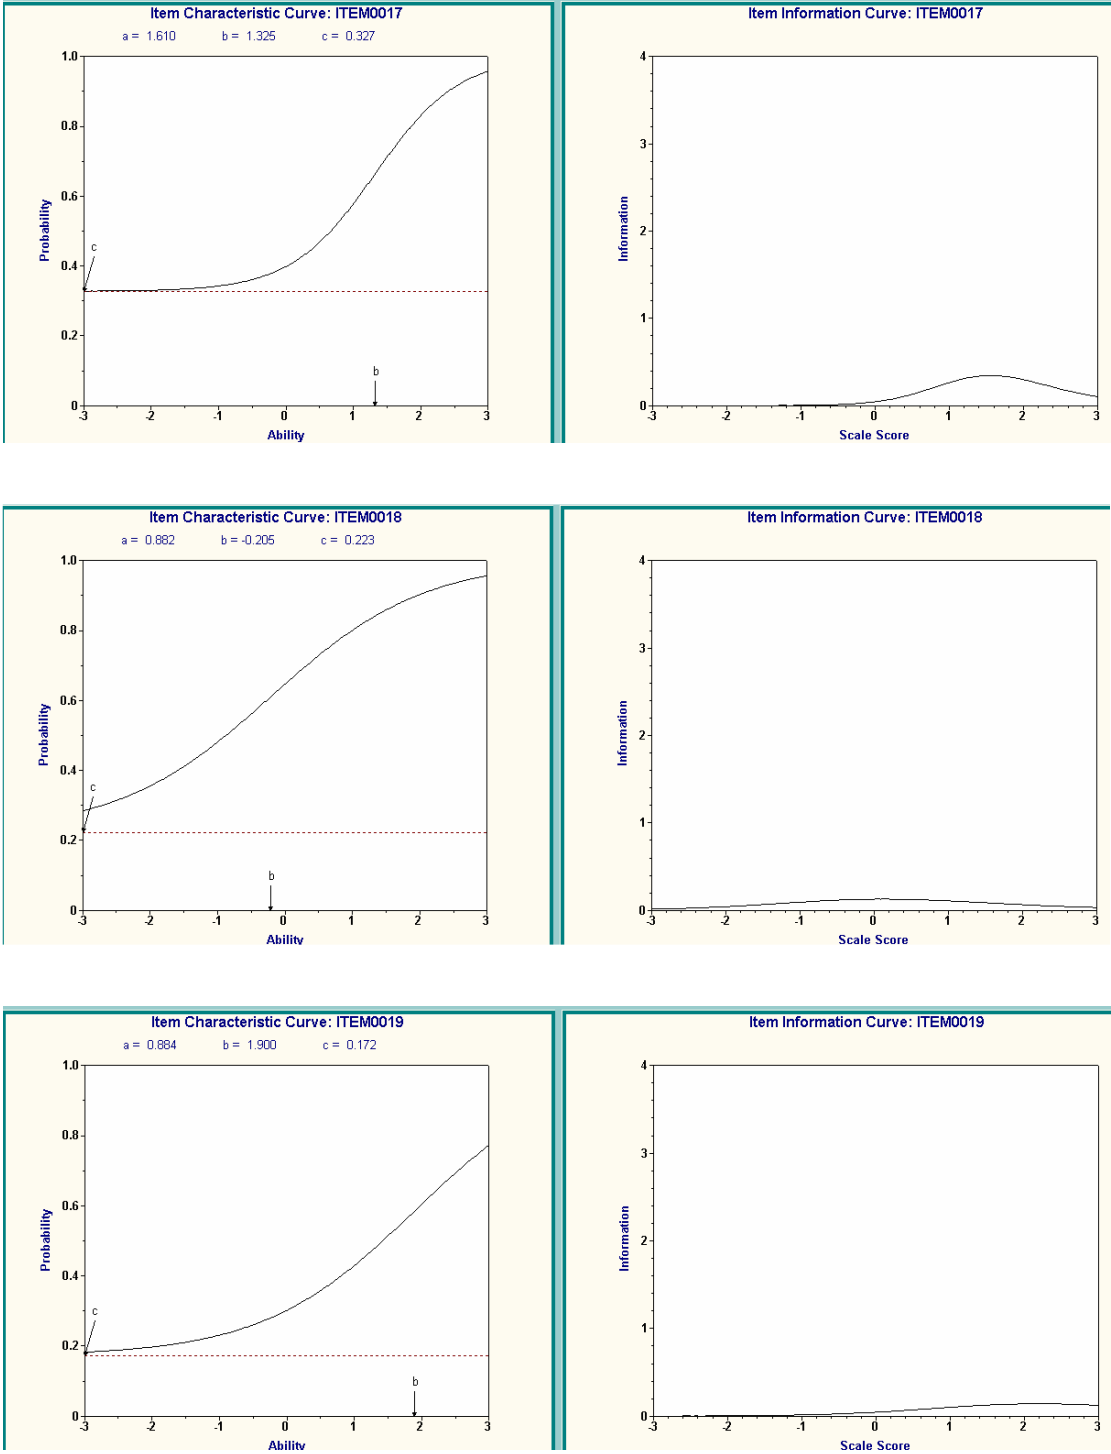 Item Characteristic Curve: ITEM0017
a = 1.610 b = 1.325 c = 0.327
1.0
0.8
0.6
0.4
0.2
0
Probability
c
b
-3 -2 -1 0 1 2 3
Ability
Item Information Curve: ITEM0017
4
3
2
1
0
Information
-3 -2 -1 0 1 2 3
Scale Score
Item Characteristic Curve: ITEM0018
a = 0.882 b = -0.205 c = 0.223
1.0
0.8
0.6
0.4
0.2
0
Probability
c
b
-3 -2 -1 0 1 2 3
Ability
Item Information Curve: ITEM0018
4
3
2
1
0
Information
-3 -2 -1 0 1 2 3
Scale Score
Item Characteristic Curve: ITEM0019
a = 0.884 b = 1.900 c = 0.172
1.0
0.8
0.6
0.4
0.2
0
Probability
c
b
-3 -2 -1 0 1 2 3
Ability
Item Information Curve: ITEM0019
4
3
2
1
0
Information
-3 -2 -1 0 1 2 3
Scale Score